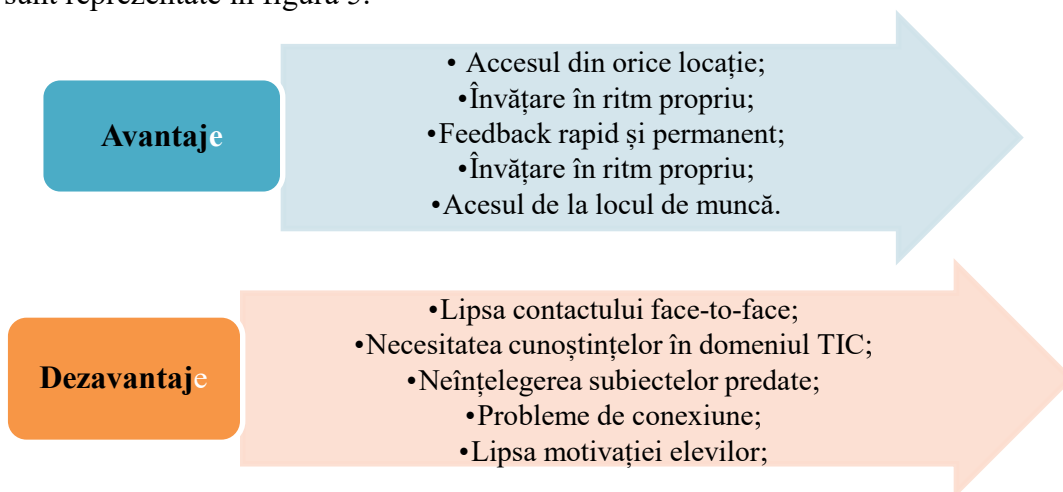 sunt reprezentate în figura 5.
Avantaje
• Accesul din orice locație;
•Învățare în ritm propriu;
•Feedback rapid și permanent;
•Învățare în ritm propriu;
•Acesul de la locul de muncă.
Dezavantaje
•Lipsa contactului face-to-face;
•Necesitatea cunoștințelor în domeniul TIC;
•Neînțelegerea subiectelor predate;
•Probleme de conexiune;
•Lipsa motivației elevilor;